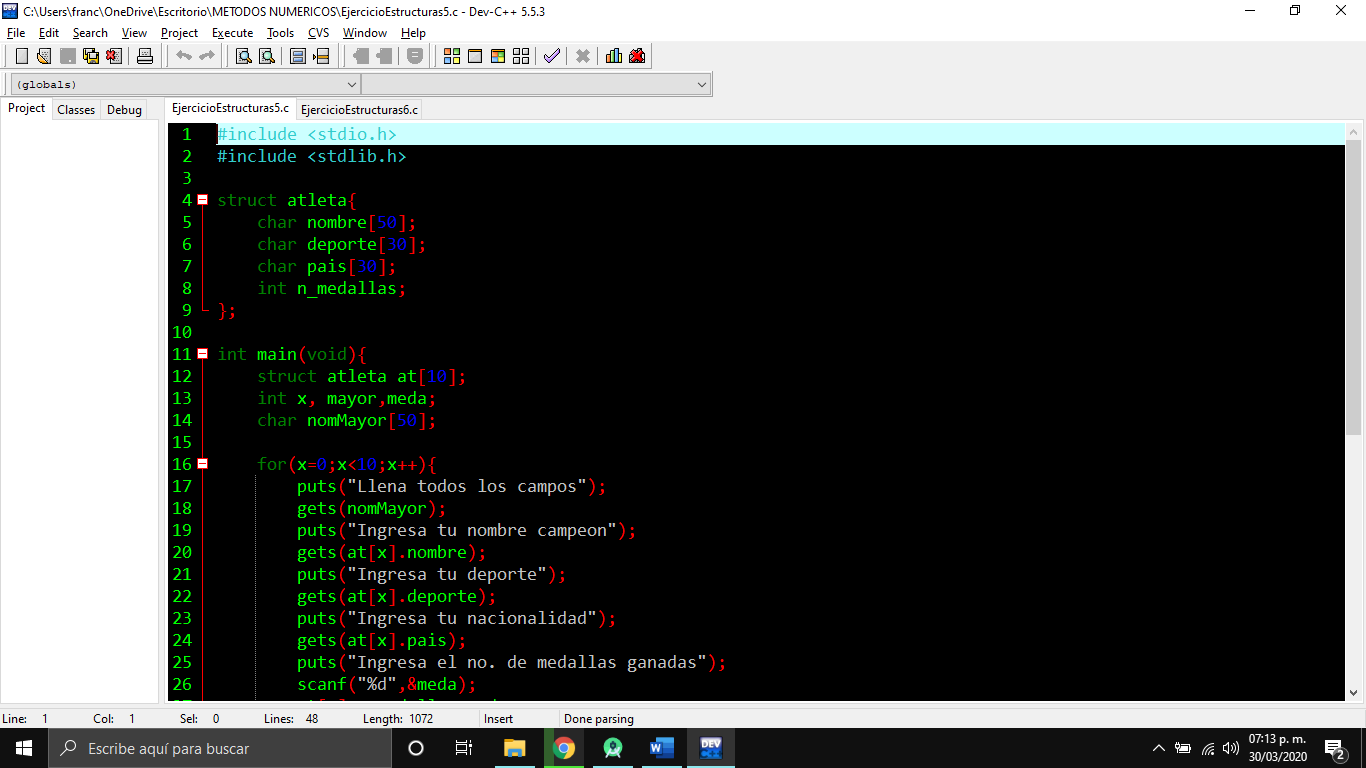 C:\Users\franc\OneDrive\Escritorio\METODOS NUMERICOS\EjercicioEstructuras5.c - Dev-C++ 5.5.3
File Edit Search View Project Execute Tools CVS Window Help
(globals)
Project Classes Debug
EjercicioEstructuras5.c EjercicioEstructuras6.c
1 #include <stdio.h>
2 #include <stdlib.h>
3
4 struct atleta{
5 char nombre[50];
6 char deporte[30];
7 char pais[30];
8 int n_medallas;
9 };
10
11 int main(void){
12 struct atleta at[10];
13 int x, mayor,meda;
14 char nomMayor[50];
15
16 for(x=0;x<10;x++){
17 puts("Llena todos los campos");
18 gets(nomMayor);
19 puts("Ingresa tu nombre campeon");
20 gets(at[x].nombre);
21 puts("Ingresa tu deporte");
22 gets(at[x].deporte);
23 puts("Ingresa tu nacionalidad");
24 gets(at[x].pais);
25 puts("Ingresa el no. de medallas ganadas");
26 scanf("%d",&meda);
Line: 1 Col: 1 Sel: 0 Lines: 48 Length: 1072 Insert Done parsing
Escribe aquí para buscar
DEV C++
07:13 p. m.
30/03/2020
2